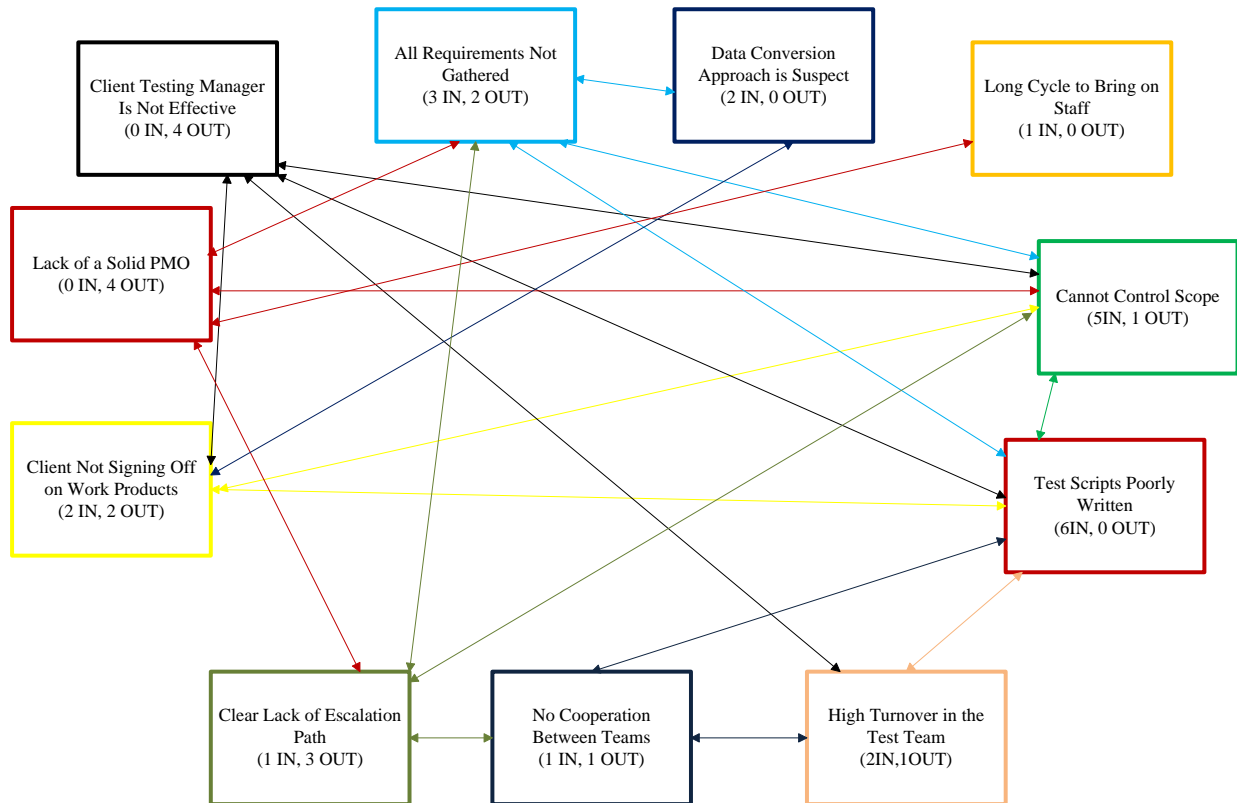 Client Testing Manager
Is Not Effective
(0 IN, 4 OUT)
All Requirements Not
Gathered
(3 IN, 2 OUT)
Data Conversion
Approach is Suspect
(2 IN, 0 OUT)
Long Cycle to Bring on
Staff
(1 IN, 0 OUT)
Lack of a Solid PMO
(0 IN, 4 OUT)
Cannot Control Scope
(5IN, 1 OUT)
Client Not Signing Off
on Work Products
(2 IN, 2 OUT)
Test Scripts Poorly
Written
(6IN, 0 OUT)
Clear Lack of Escalation
Path
(1 IN, 3 OUT)
No Cooperation
Between Teams
(1 IN, 1 OUT)
High Turnover in the
Test Team
(2IN,1OUT)